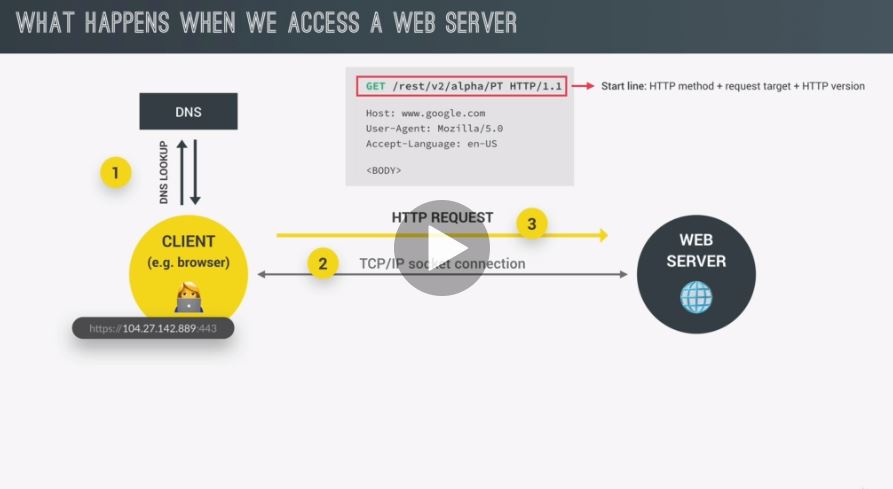 WHAT HAPPENS WHEN WE ACCESS A WEB SERVER
GET /rest/v2/alpha/PT HTTP/1.1
Start line: HTTP method + request target + HTTP version
Host: www.google.com
User-Agent: Mozilla/5.0
Accept-Language: en-US
<BODY>
DNS
1
DNS LOOKUP
HTTP REQUEST
3
CLIENT
(e.g. browser)
2
TCP/IP socket connection
WEB
SERVER
https://104.27.142.889:443